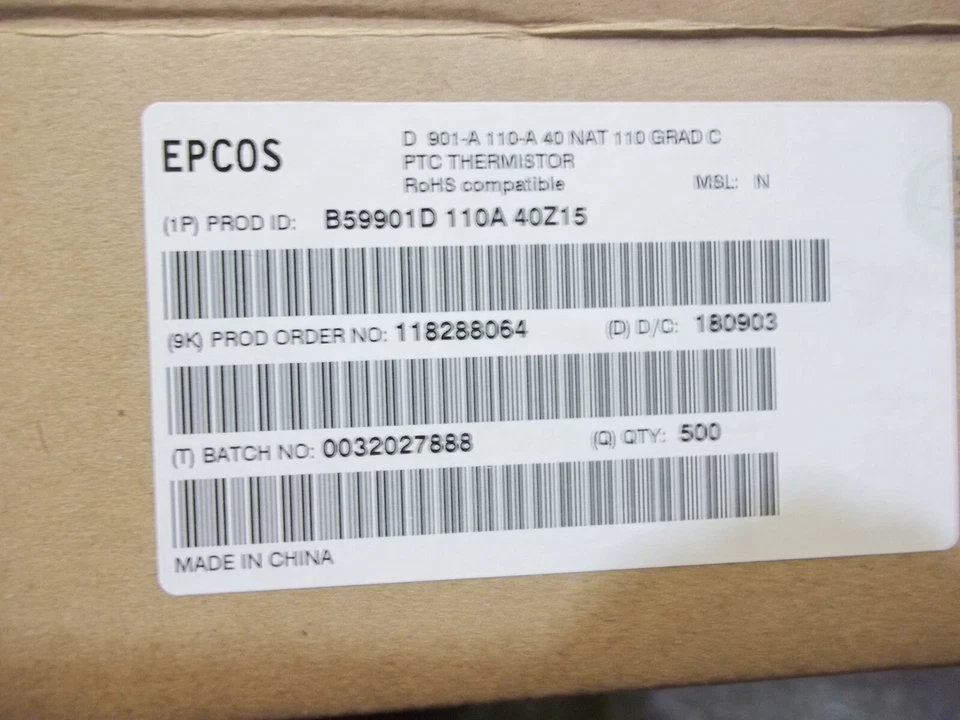 EPCOS
D 901-A 110-A 40 NAT 110 GRAD C
PTC THERMISTOR
RoHS compatible MSL: N
(1P) PROD ID: B59901D 110A 40Z15
(9K) PROD ORDER NO: 118288064 (D) D/C: 180903
(T) BATCH NO: 0032027888 (Q) QTY: 500
MADE IN CHINA